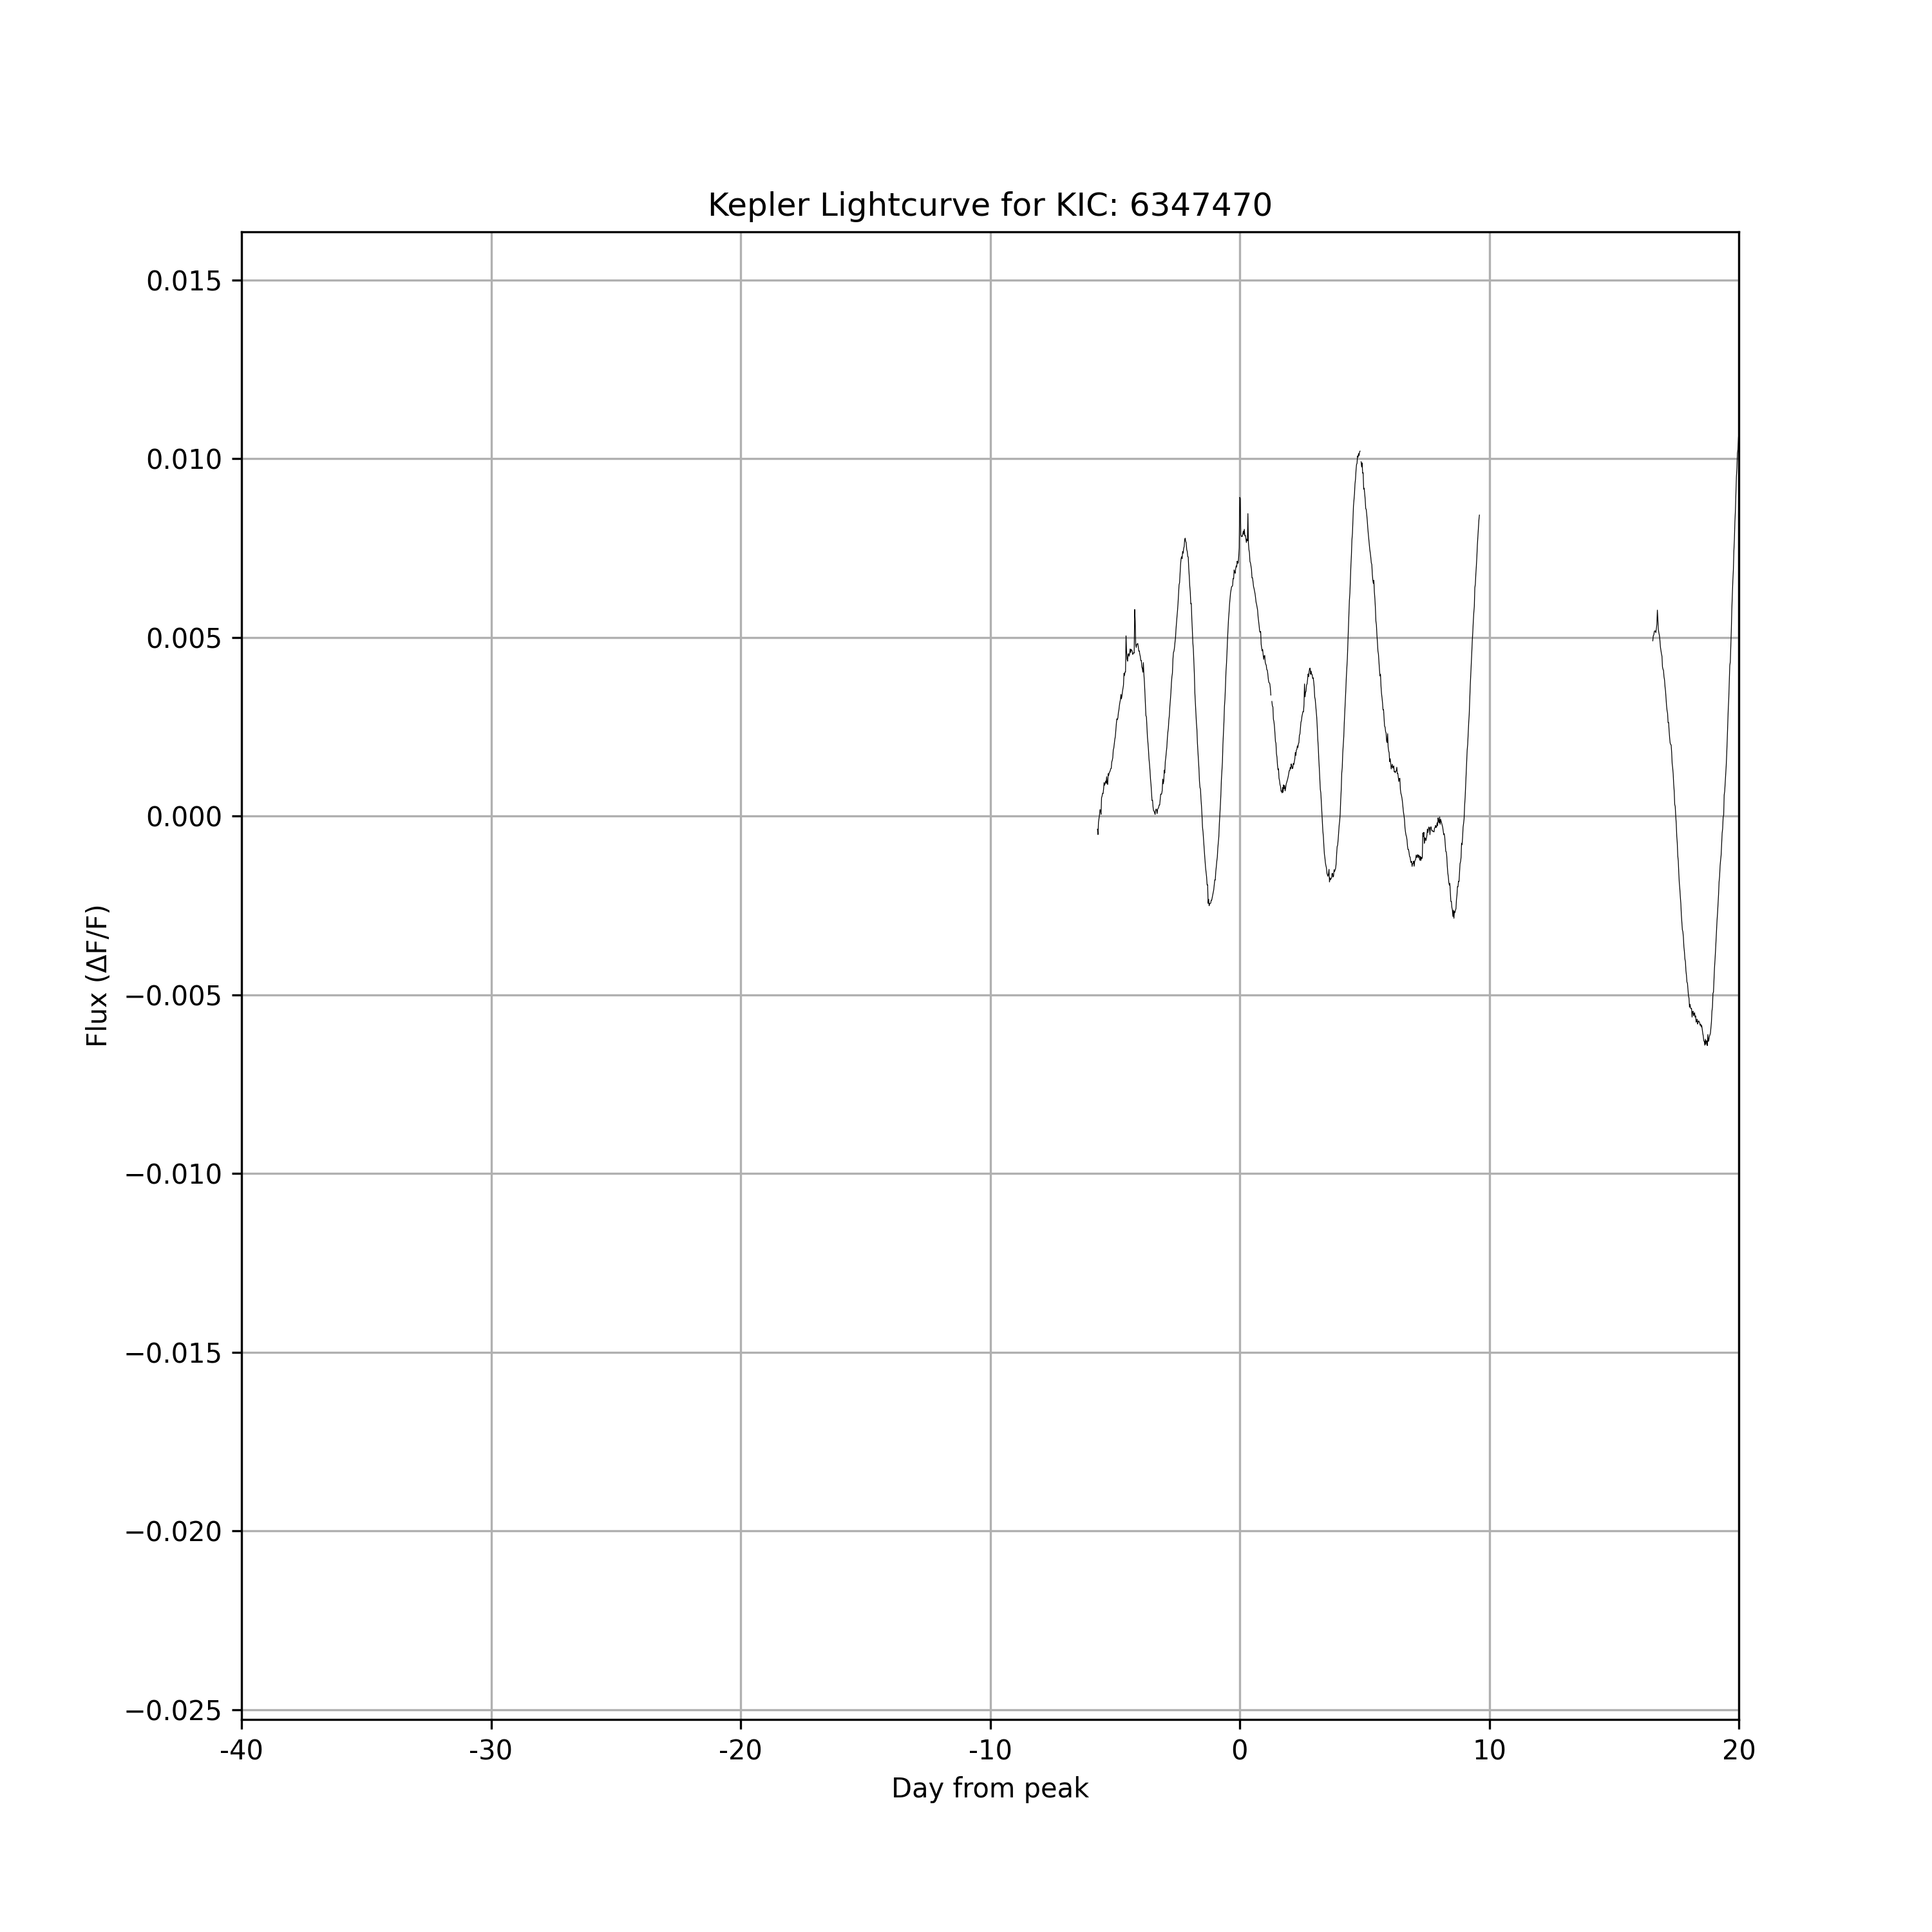 Kepler Lightcurve for KIC: 6347470
0.015
0.010
0.005
0.000
−0.005
−0.010
−0.015
−0.020
−0.025
Flux (ΔF/F)
-40 -30 -20 -10 0 10 20
Day from peak